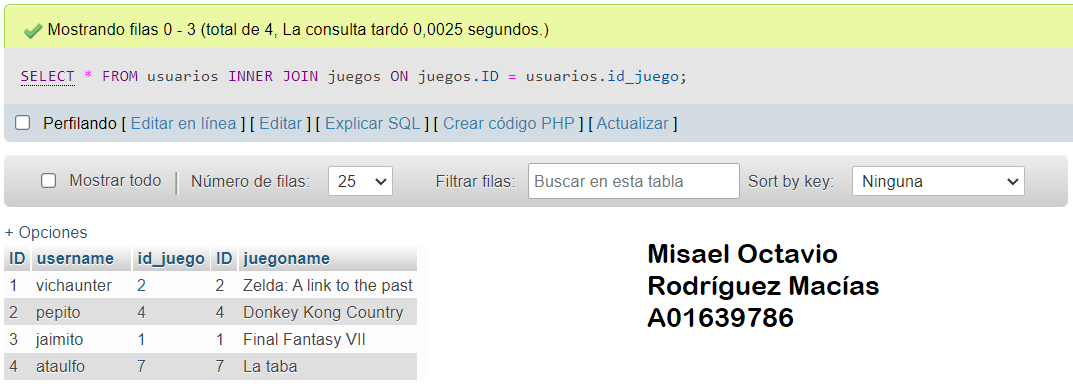 Mostrando filas 0 - 3 (total de 4, La consulta tardó 0,0025 segundos.)
SELECT * FROM usuarios INNER JOIN juegos ON juegos.ID = usuarios.id_juego;
Perfilando [ Editar en línea ] [ Editar ] [ Explicar SQL ] [ Crear código PHP ] [ Actualizar ]
Mostrar todo | Número de filas: 25 Filtrar filas: Buscar en esta tabla Sort by key: Ninguna
+ Opciones
ID username id_juego ID juegoname
1 vichaunter 2 2 Zelda: A link to the past
2 pepito 4 4 Donkey Kong Country
3 jaimito 1 1 Final Fantasy VII
4 ataulfo 7 7 La taba
Misael Octavio
Rodríguez Macías
A01639786